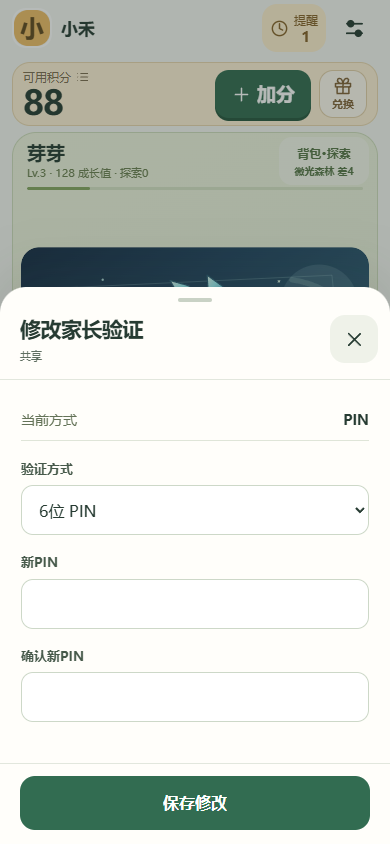 小 小禾
提醒
1
可用积分
88
加分
兑换
芽芽
Lv.3 · 128 成长值 · 探索0
背包•探索
微光森林 差4
修改家长验证
共享
当前方式 PIN
验证方式
6位 PIN
新PIN
确认新PIN
保存修改